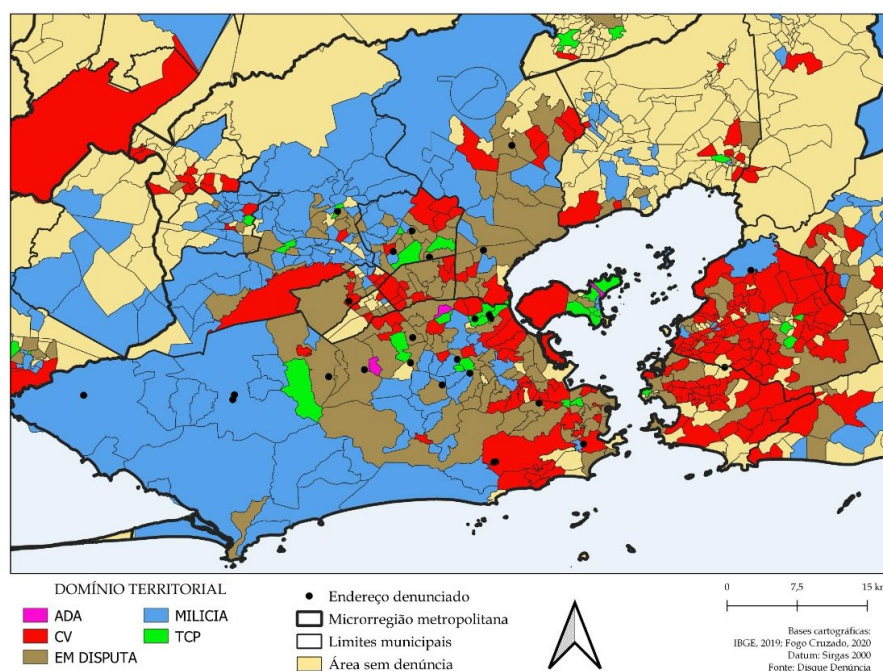 DOMÍNIO TERRITORIAL
ADA
CV
EM DISPUTA
MILICIA
TCP
Endereço denunciado
Microrregião metropolitana
Limites municipais
Área sem denúncia
0 7,5 15 km
Bases cartográficas:
IBGE, 2019; Fogo Cruzado, 2020
Datum: Sirgas 2000
Fonte: Disque Denúncia